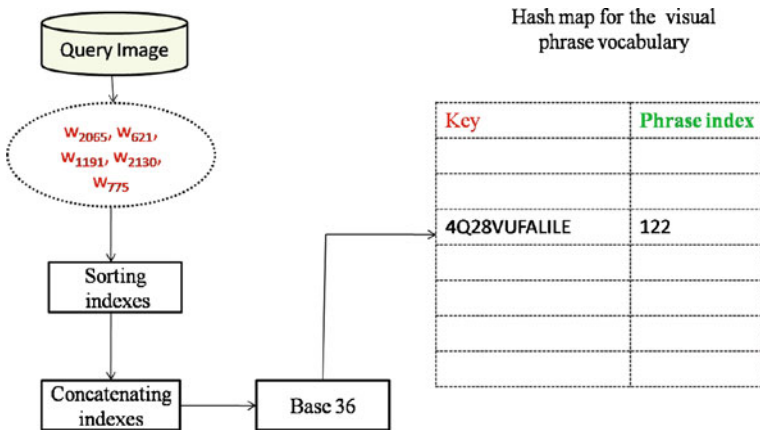 Hash map for the visual
phrase vocabulary
Query Image
W2065, W621,
W1191, W2130,
W775
Sorting
indexes
Concatenating
indexes
Base 36
Key
Phrase index
4Q28VUFALILE
122